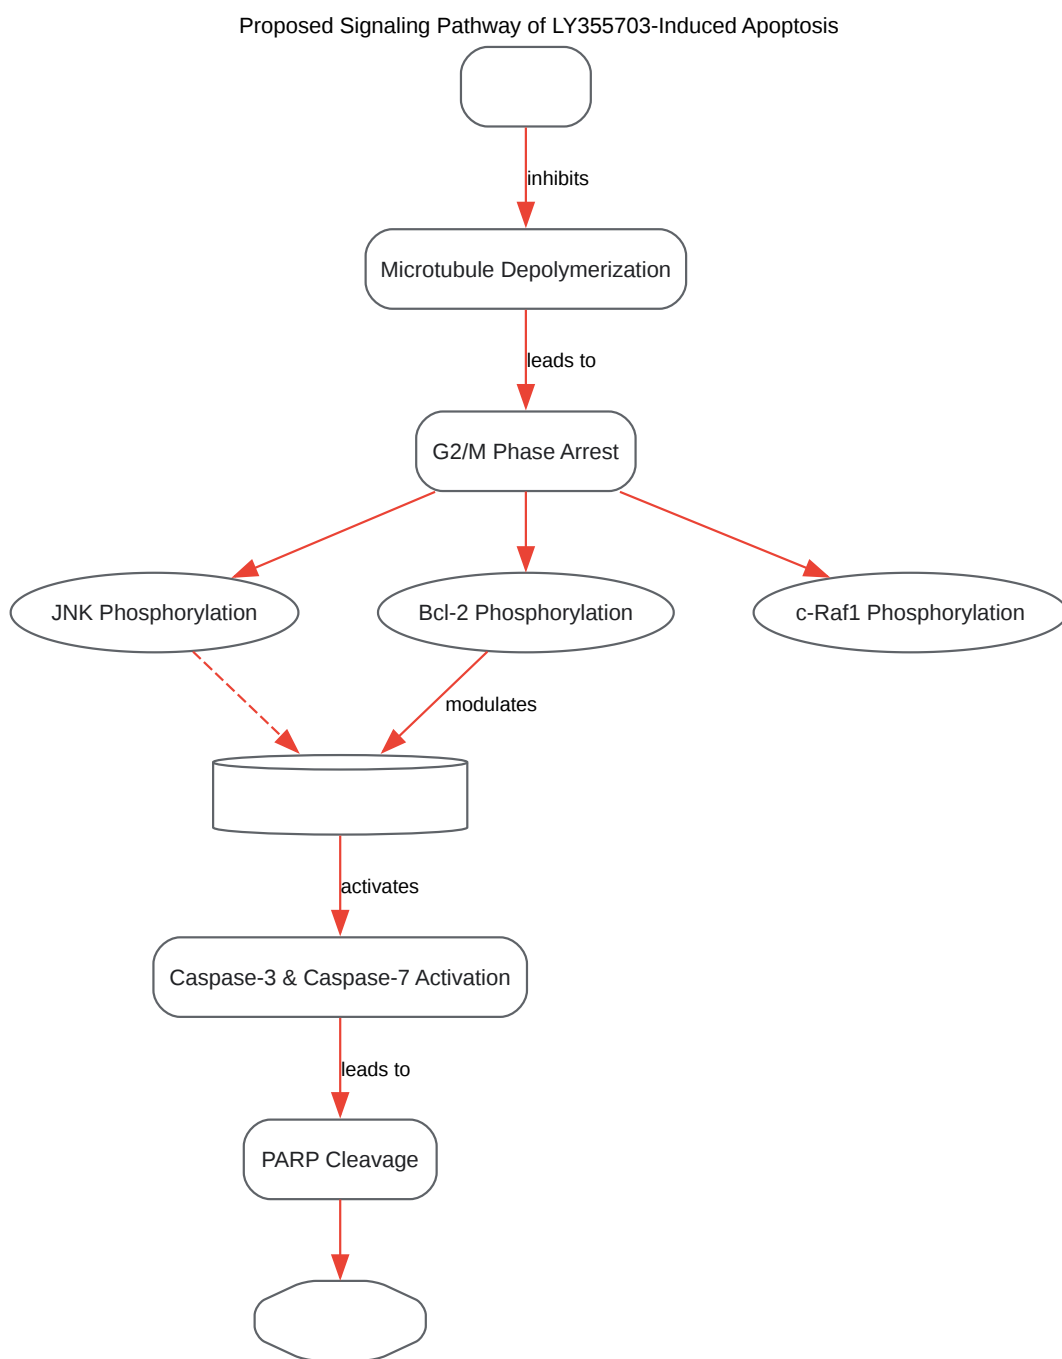 Proposed Signaling Pathway of LY355703-Induced Apoptosis
inhibits
Microtubule Depolymerization
leads to
G2/M Phase Arrest
JNK Phosphorylation
Bcl-2 Phosphorylation
c-Raf1 Phosphorylation
modulates
activates
Caspase-3 & Caspase-7 Activation
leads to
PARP Cleavage